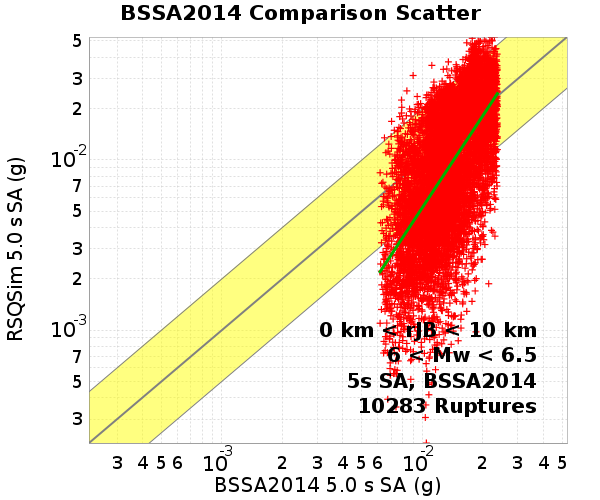 BSSA2014 Comparison Scatter
RSQSim 5.0 s SA (g)
5
3
2
10-2
7
5
3
2
10-3
7
5
3
0 km < rJB < 10 km
6 < Mw < 6.5
5s SA, BSSA2014
10283 Ruptures
3 4 5 6 10-3 2 3 4 5 6 10-2 2 3 4 5
BSSA2014 5.0 s SA (g)